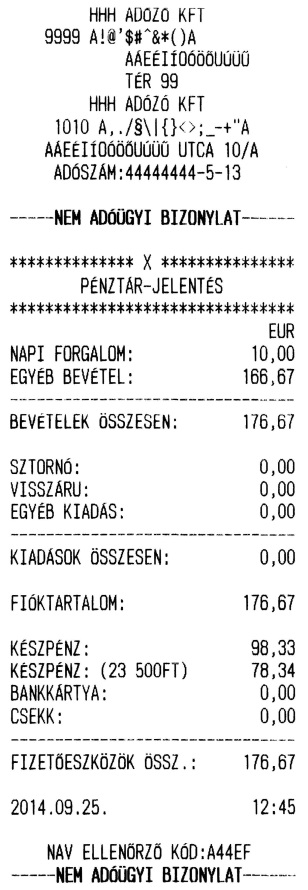 HHH ADÓZÓ KFT
9999 A!@'$#ˆ&*()A
AÁEÉIÍOÓÖŐUÚÜŰ
TÉR 99
HHH ADÓZÓ KFT
1010 A,./§\|{}<>;_-+"A
AÁEÉIÍOÓÖŐUÚÜŰ UTCA 10/A
ADÓSZÁM:44444444-5-13
-----NEM ADÓÜGYI BIZONYLAT------
************** X ***************
PÉNZTÁR-JELENTÉS
********************************
EUR
NAPI FORGALOM: 10,00
EGYÉB BEVÉTEL: 166,67
--------------------------------
BEVÉTELEK ÖSSZESEN: 176,67
SZTORNÓ: 0,00
VISSZÁRU: 0,00
EGYÉB KIADÁS: 0,00
--------------------------------
KIADÁSOK ÖSSZESEN: 0,00
FIÓKTARTALOM: 176,67
KÉSZPÉNZ: 98,33
KÉSZPÉNZ: (23 500FT) 78,34
BANKKÁRTYA: 0,00
CSEKK: 0,00
--------------------------------
FIZETŐESZKÖZÖK ÖSSZ.: 176,67
2014.09.25. 12:45
NAV ELLENŐRZŐ KÓD:A44EF
-----NEM ADÓÜGYI BIZONYLAT------